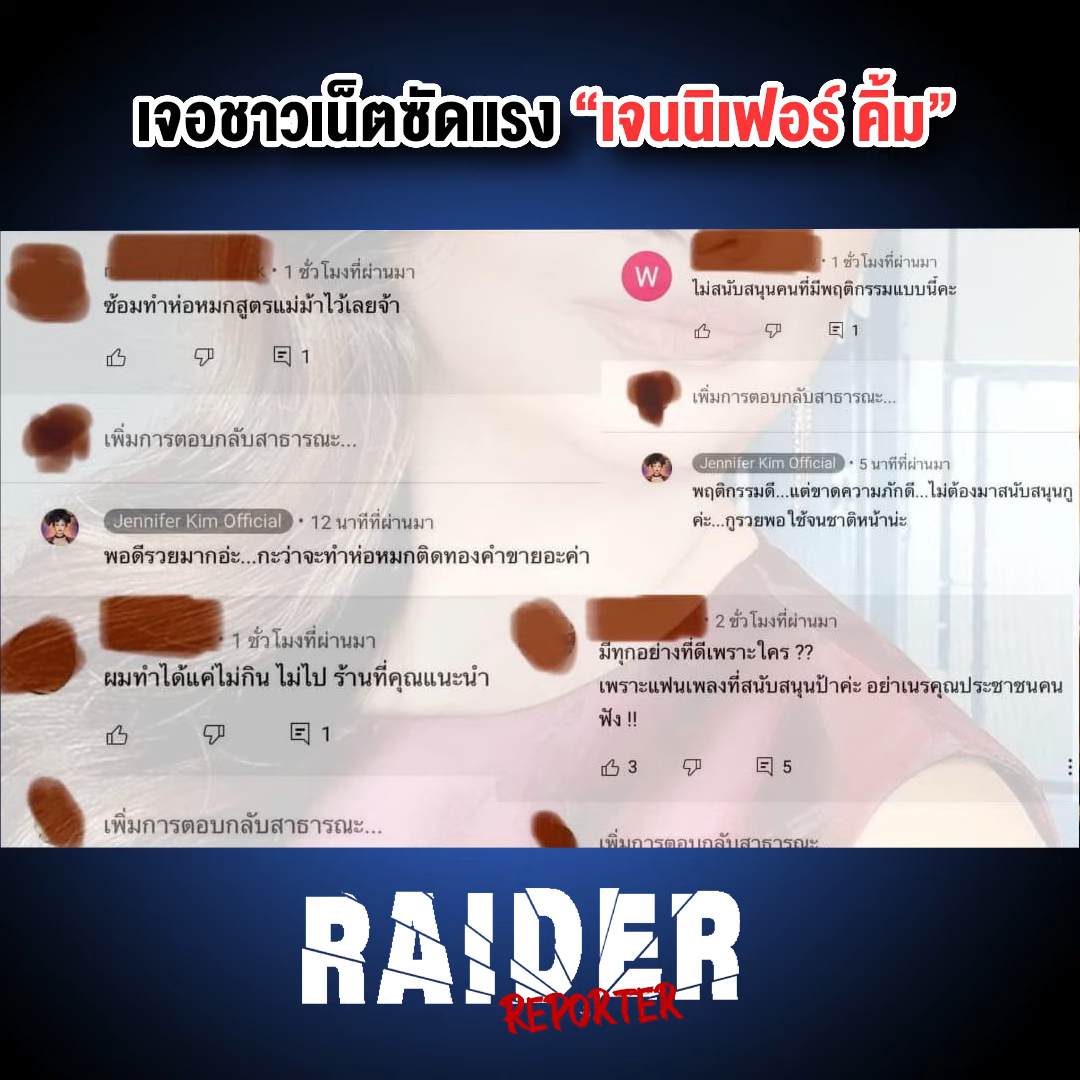 เจอชาวเน็ตซัดแรง “เจนนิเฟอร์ คิ้ม”
• 1 ชั่วโมงที่ผ่านมา
ซ้อมทำห่อหมกสูตรแม่ม้าไว้เลยจ้า
1
เพิ่มการตอบกลับสาธารณะ...
Jennifer Kim Official • 12 นาทีที่ผ่านมา
พอดีรวยมากอ่ะ...กะว่าจะทำห่อหมกติดทองคำขายอะค่า
W
• 1 ชั่วโมงที่ผ่านมา
ไม่สนับสนุนคนที่มีพฤติกรรมแบบนี้คะ
1
เพิ่มการตอบกลับสาธารณะ...
Jennifer Kim Official • 5 นาทีที่ผ่านมา
พฤติกรรมดี...แต่ขาดความภักดี...ไม่ต้องมาสนับสนุนกู
ค่ะ...กูรวยพอใช้จนชาติหน้าน่ะ
• 1 ชั่วโมงที่ผ่านมา
ผมทำได้แค่ไม่กิน ไม่ไป ร้านที่คุณแนะนำ
1
เพิ่มการตอบกลับสาธารณะ...
• 2 ชั่วโมงที่ผ่านมา
มีทุกอย่างที่ดีเพราะใคร ??
เพราะแฟนเพลงที่สนับสนุนป้าค่ะ อย่าเนรคุณประชาชนคน
ฟัง !!
3 5
เพิ่มการตอบกลับสาธารณะ
RAIDER
REPORTER